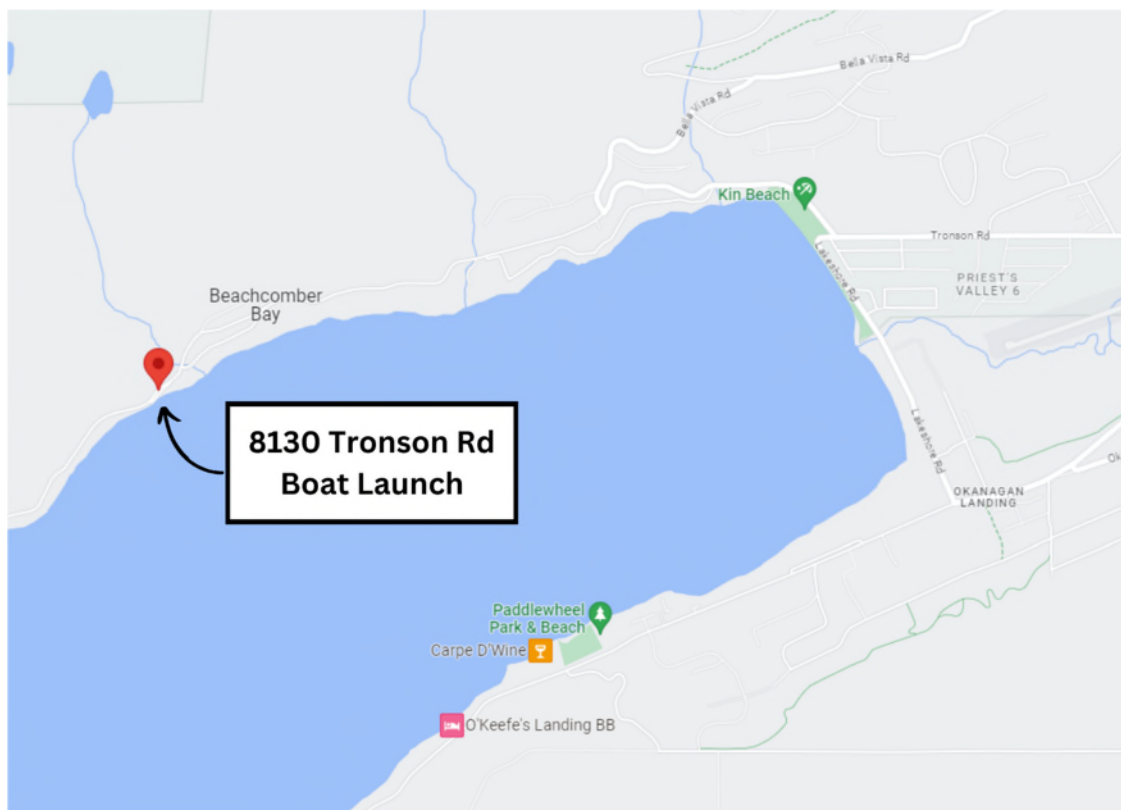 Bella Vista Rd
Bella Vista Rd
Kin Beach
Tronson Rd
Lakeshore Rd
PRIEST'S
VALLEY 6
Beachcomber
Bay
8130 Tronson Rd
Boat Launch
Lakeshore Rd
Ok
OKANAGAN
LANDING
Paddlewheel
Park & Beach
Carpe D'Wine
O'Keefe's Landing BB